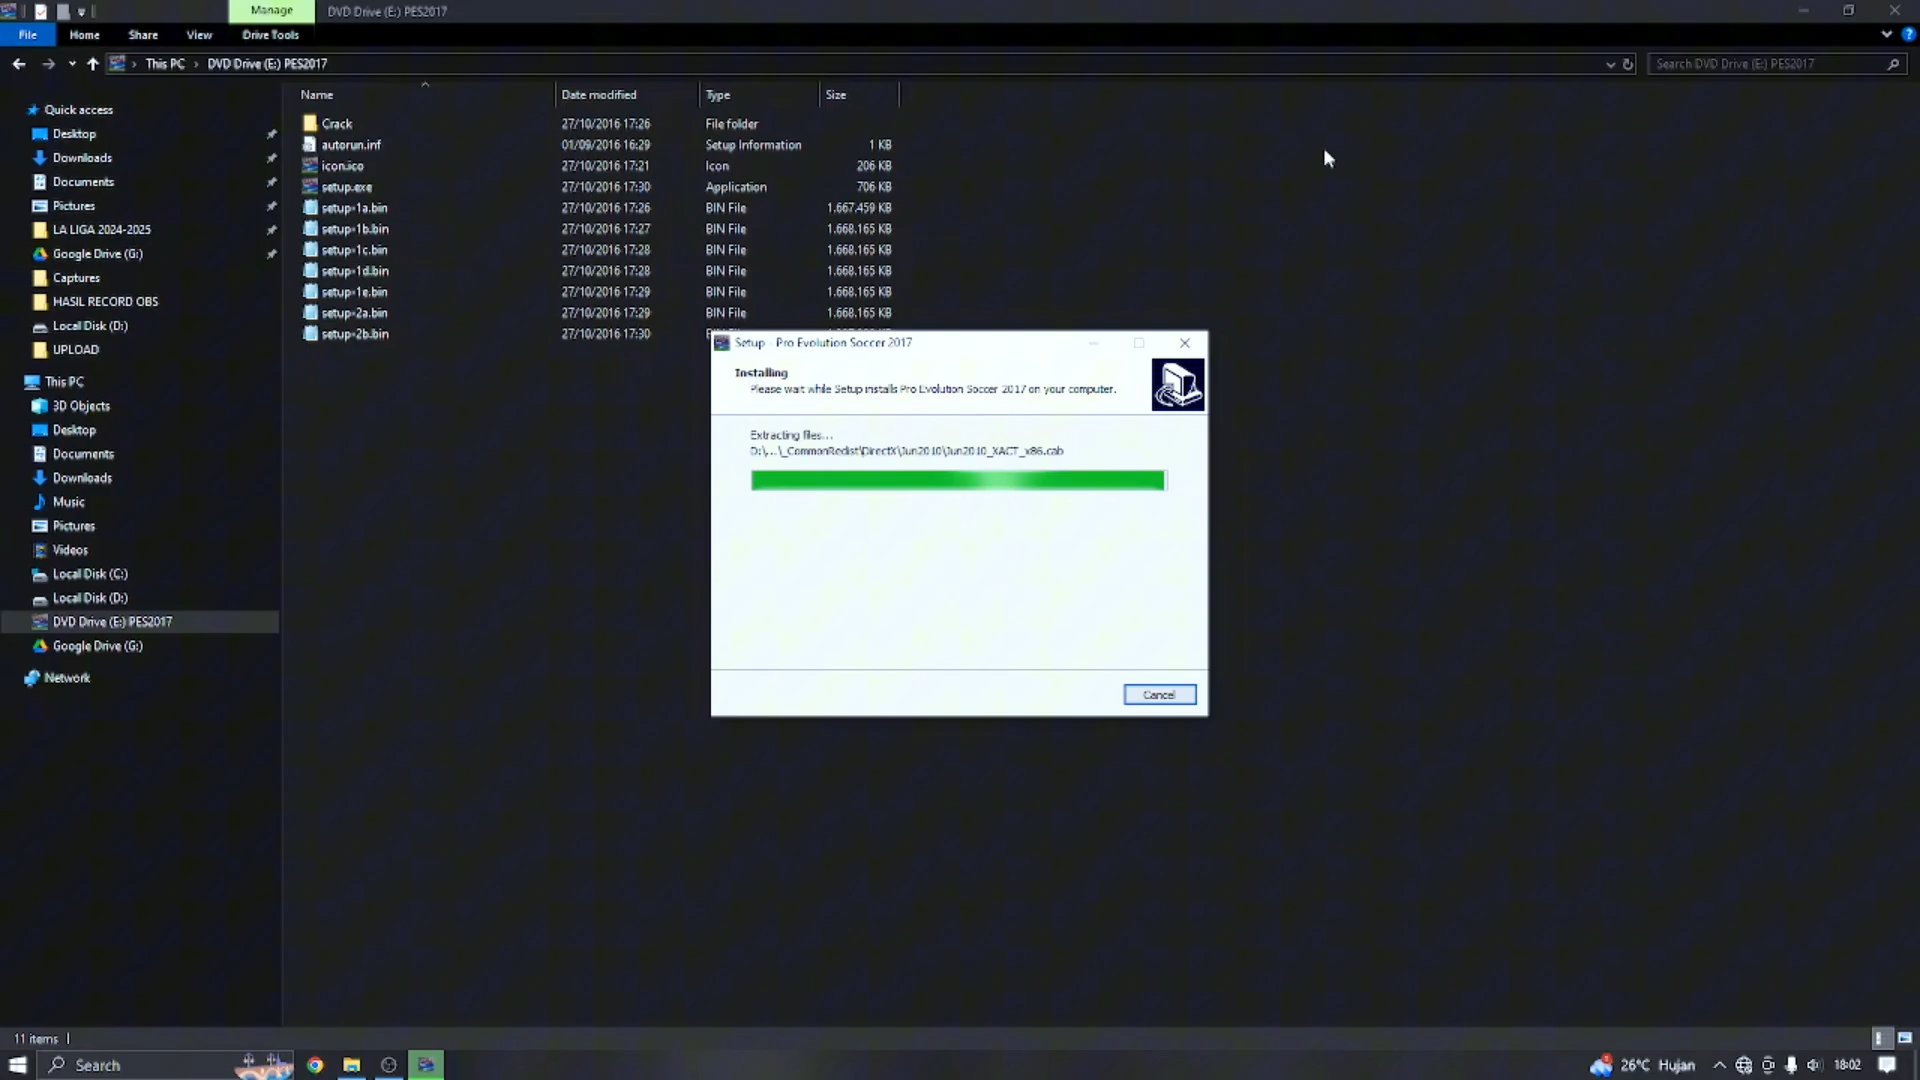 Manage
DVD Drive (E:) PES2017
File
Home
Share
View
Drive Tools
This PC
DVD Drive (E:) PES2017
Search DVD Drive (E:) PES2017
Quick access
Desktop
Downloads
Documents
Pictures
LA LIGA 2024-2025
Google Drive (G:)
Captures
HASIL RECORD OBS
Local Disk (D:)
UPLOAD
This PC
3D Objects
Desktop
Documents
Downloads
Music
Pictures
Videos
Local Disk (C:)
Local Disk (D:)
DVD Drive (E:) PES2017
Google Drive (G:)
Network
Name Date modified Type Size
Crack 27/10/2016 17:26 File folder
autorun.inf 01/09/2016 16:29 Setup Information 1 KB
icon.ico 27/10/2016 17:21 Icon 206 KB
setup.exe 27/10/2016 17:30 Application 706 KB
setup-1a.bin 27/10/2016 17:26 BIN File 1.667.459 KB
setup-1b.bin 27/10/2016 17:27 BIN File 1.668.165 KB
setup-1c.bin 27/10/2016 17:28 BIN File 1.668.165 KB
setup-1d.bin 27/10/2016 17:28 BIN File 1.668.165 KB
setup-1e.bin 27/10/2016 17:29 BIN File 1.668.165 KB
setup-2a.bin 27/10/2016 17:29 BIN File 1.668.165 KB
setup-2b.bin 27/10/2016 17:30
Setup - Pro Evolution Soccer 2017
Installing
Please wait while Setup installs Pro Evolution Soccer 2017 on your computer.
Extracting files...
D:\...\_CommonRedist\DirectX\Jun2010\Jun2010_XACT_x86.cab
Cancel
11 items
Search
26°C Hujan
18:02